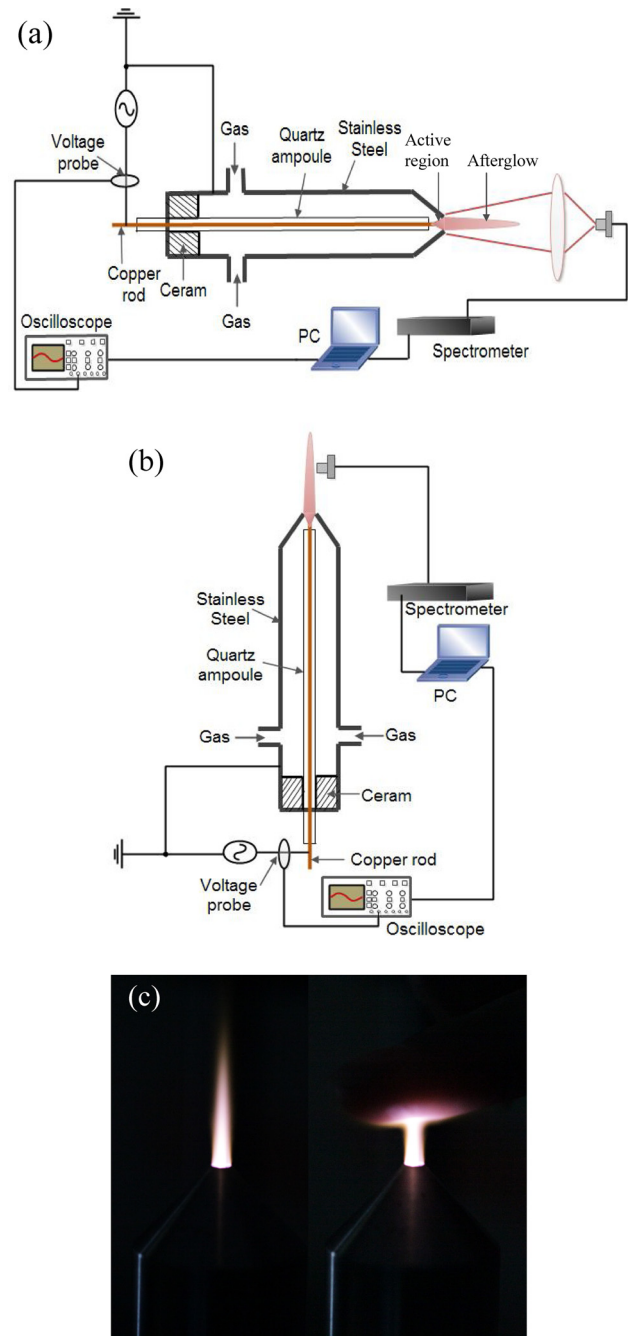 (a)
Gas
Quartz
ampoule
Stainless
Steel
Active
region
Afterglow
Voltage
probe
Copper
rod
Ceram
Gas
Oscilloscope
PC
Spectrometer
(b)
Stainless
Steel
Spectrometer
Quartz
ampoule
PC
Gas
Gas
Ceram
Copper rod
Voltage
probe
Oscilloscope
(c)